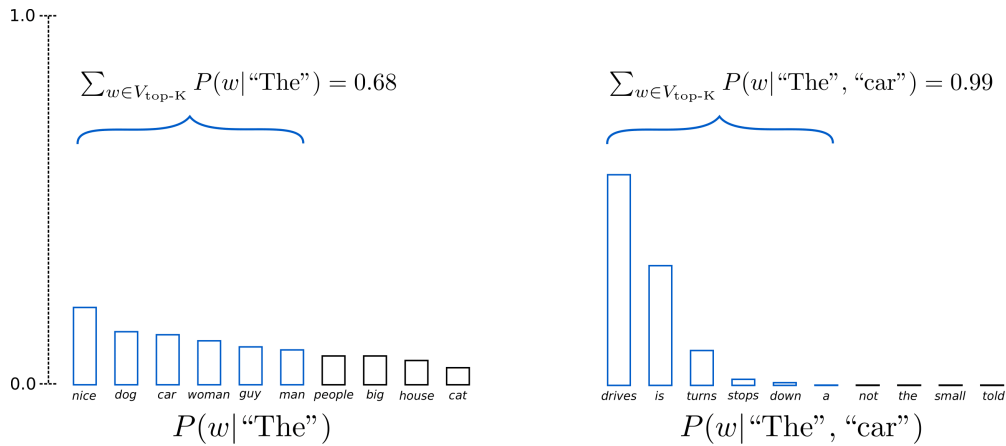 1.0
∑w∈Vtop-K P(w|“The”) = 0.68
∑w∈Vtop-K P(w|“The”, “car”) = 0.99
0.0
nice dog car woman guy man people big house cat
drives is turns stops down a not the small told
P(w|“The”)
P(w|“The”, “car”)